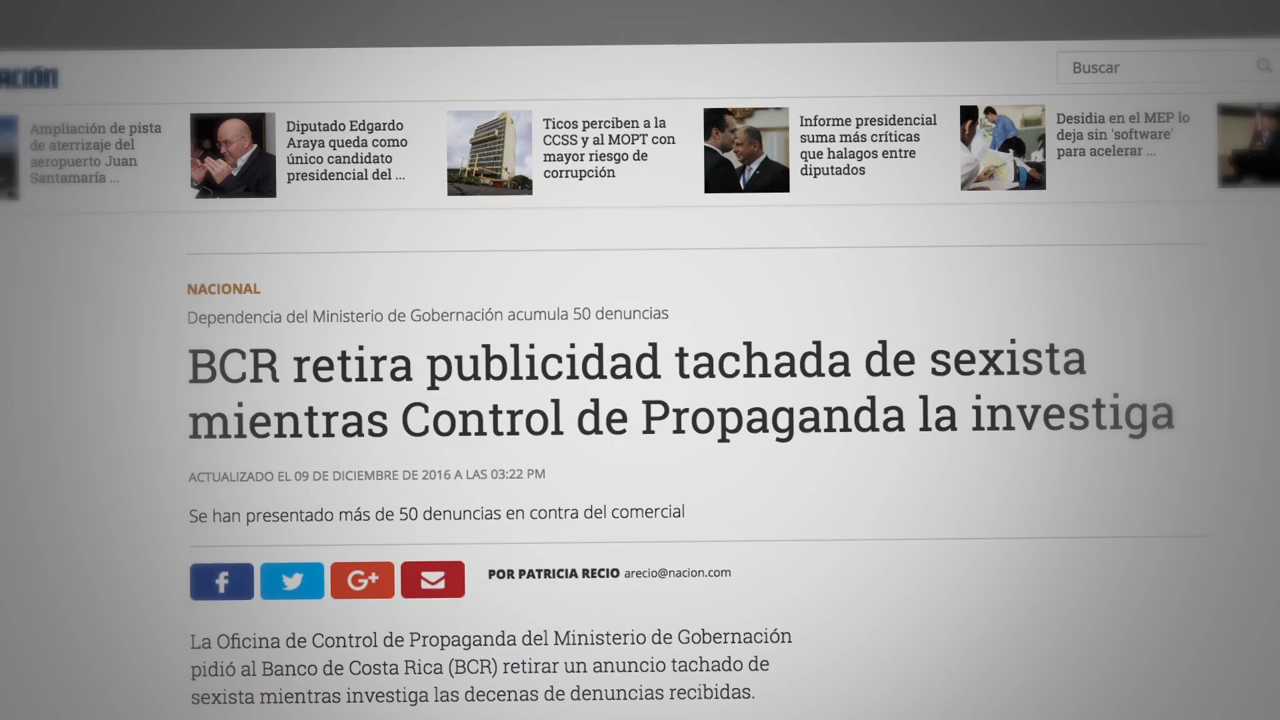 NACIÓN
Buscar
Ampliación de pista
de aterrizaje del
aeropuerto Juan
Santamaría ...
Diputado Edgardo
Araya queda como
único candidato
presidencial del ...
Ticos perciben a la
CCSS y al MOPT con
mayor riesgo de
corrupción
Informe presidencial
suma más críticas
que halagos entre
diputados
Desidia en el MEP lo
deja sin 'software'
para acelerar ...
NACIONAL
Dependencia del Ministerio de Gobernación acumula 50 denuncias
BCR retira publicidad tachada de sexista
mientras Control de Propaganda la investiga
ACTUALIZADO EL 09 DE DICIEMBRE DE 2016 A LAS 03:22 PM
Se han presentado más de 50 denuncias en contra del comercial
f
G+
POR PATRICIA RECIO arecio@nacion.com
La Oficina de Control de Propaganda del Ministerio de Gobernación
pidió al Banco de Costa Rica (BCR) retirar un anuncio tachado de
sexista mientras investiga las decenas de denuncias recibidas.